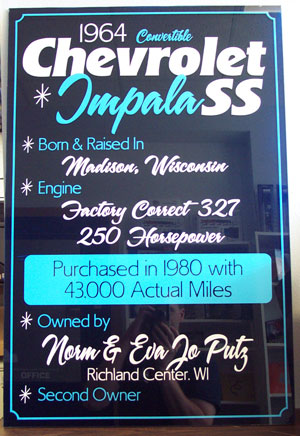 1964 Convertible
Chevrolet
* Impala SS
* Born & Raised In
Madison, Wisconsin
* Engine
Factory Correct 327
250 Horsepower
Purchased in 1980 with
43,000 Actual Miles
* Owned by
Norm & Eva Jo Putz
Richland Center, WI
* Second Owner
OFFICE